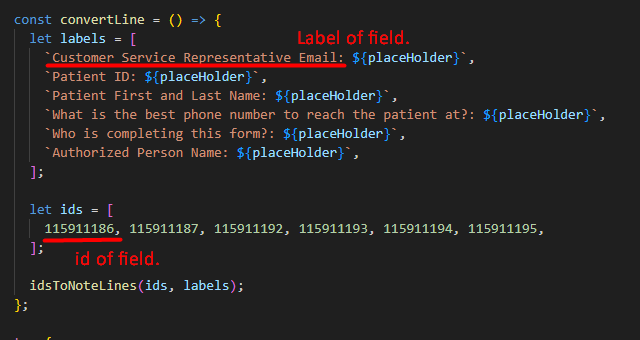 const convertLine = () => {
let labels = [
Label of field.
`Customer Service Representative Email: ${placeHolder}`,
`Patient ID: ${placeHolder}`,
`Patient First and Last Name: ${placeHolder}`,
`What is the best phone number to reach the patient at?: ${placeHolder}`,
`Who is completing this form?: ${placeHolder}`,
`Authorized Person Name: ${placeHolder}`,
];
let ids = [
115911186, 115911187, 115911192, 115911193, 115911194, 115911195,
];
id of field.
idsToNoteLines(ids, labels);
};